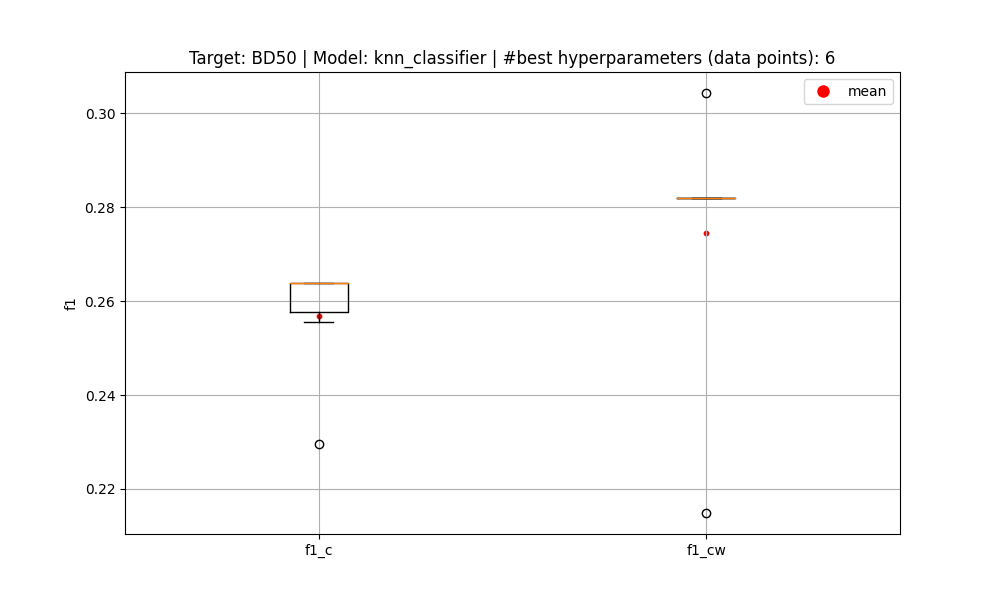 Target: BD50 | Model: knn_classifier | #best hyperparameters (data points): 6
mean
0.30
0.28
0.26
0.24
0.22
f1
f1_c
f1_cw